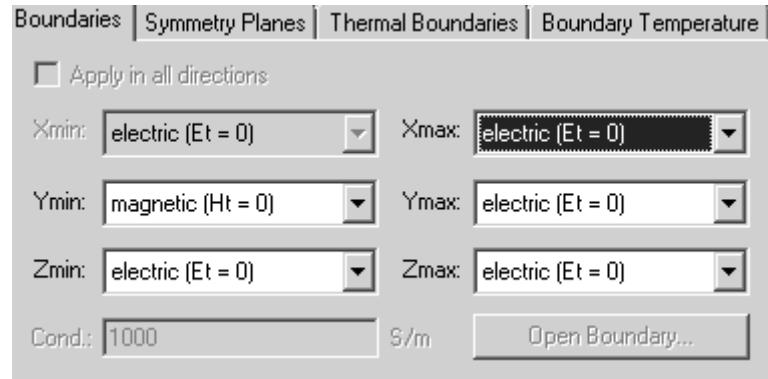 Boundaries Symmetry Planes Thermal Boundaries Boundary Temperature
Apply in all directions
Xmin: electric (Et = 0) Xmax: electric (Et = 0)
Ymin: magnetic (Ht = 0) Ymax: electric (Et = 0)
Zmin: electric (Et = 0) Zmax: electric (Et = 0)
Cond.: 1000 S/m Open Boundary...